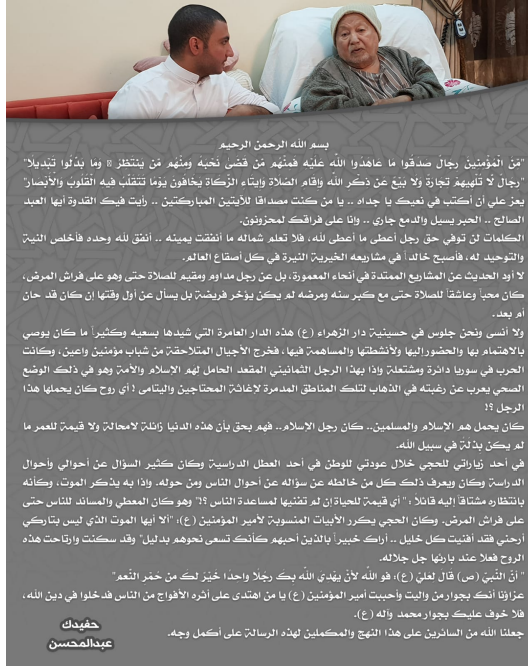 بسم الله الرحمن الرحيم
"مِّنَ الْمُؤْمِنِينَ رِجَالٌ صَدَقُوا مَا عَاهَدُوا اللَّهَ عَلَيْهِ فَمِنْهُم مَّن قَضَىٰ نَحْبَهُ وَمِنْهُم مَّن يَنتَظِرُ وَمَا بَدَّلُوا تَبْدِيلًا"
"رِجَالٌ لَّا تُلْهِيهِمْ تِجَارَةٌ وَلَا بَيْعٌ عَن ذِكْرِ اللَّهِ وَإِقَامِ الصَّلَاةِ وَإِيتَاءِ الزَّكَاةِ يَخَافُونَ يَوْمًا تَتَقَلَّبُ فِيهِ الْقُلُوبُ وَالْأَبْصَارُ"
يعز علي أن أكتب في نعيك يا جداه .. يا من كنت مصداقا للآيتين المباركتين .. رأيت فيك القدوة أيها العبد
الصالح .. الحبر يسيل والدمع جاري .. وإنا على فراقك لمحزونون.
الكلمات لن توفي حق رجل أعطى ما أعطى لله، فلا تعلم شماله ما أنفقت يمينه .. أنفق لله وحده فأخلص النية
والتوحيد له، فأصبح خالداً في مشاريعه الخيرية النيرة في كل أصقاع العالم.
لا أود الحديث عن المشاريع الممتدة في أنحاء المعمورة، بل عن رجل مداوم ومقيم للصلاة حتى وهو على فراش المرض،
كان محباً وعاشقاً للصلاة حتى مع كبر سنه ومرضه لم يكن يؤخر فريضة بل يسأل عن أول وقتها إن كان قد حان
أم بعد.
ولا أنسى ونحن جلوس في حسينية دار الزهراء (ع) هذه الدار العامرة التي شيدها بسعيه وكثيراً ما كان يوصي
بالاهتمام بها والحضور إليها ولأنشطتها والمساهمة فيها، فخرج الأجيال المتلاحقة من شباب مؤمنين واعين، وكانت
الحرب في سوريا دائرة ومشتعلة وإذا بهذا الرجل الثمانيني المقعد الحامل لهم الإسلام والأمة وهو في ذلك الوضع
الصحي يعرب عن رغبته في الذهاب لتلك المناطق المدمرة لإغاثة المحتاجين واليتامى ! أي روح كان يحملها هذا
الرجل ؟!
كان يحمل هم الإسلام والمسلمين.. كان رجل الإسلام.. فهم بحق بأن هذه الدنيا زائلة لامحالة ولا قيمة للعمر ما
لم يكن بذلة في سبيل الله.
في أحد زياراتي للحجي خلال عودتي للوطن في أحد العطل الدراسية وكان كثير السؤال عن أحوالي وأحوال
الدراسة وكان ويعرف ذلك كل من خالطه عن سؤاله عن أحوال الناس ومن حوله. وإذا به يذكر الموت، وكأنه
بانتظاره مشتاقاً إليه قائلاً : " أي قيمة للحياة إن لم تفنيها لمساعدة الناس ؟!" وهو كان المعطي والمساند للناس حتى
على فراش المرض. وكان الحجي يكرر الأبيات المنسوبة لأمير المؤمنين (ع): "ألا أيها الموت الذي ليس بتاركي
أرحني فقد أفنيت كل خليل .. أراك خبيراً بالذين أحبهم كأنك تسعى نحوهم بدليل" وقد سكنت وارتاحت هذه
الروح فعلا عند بارئها جل جلاله.
" أنّ النّبيّ (ص) قال لعليّ (ع): فو اللّه لأنْ يَهْدِيَ اللّهُ بكَ رجُلًا واحدًا خَيْرٌ لكَ من حُمْرِ النَّعم"
عزاؤنا أنك بجوار من واليت وأحببت أمير المؤمنين (ع) يا من اهتدى على أثره الأفواج من الناس فدخلوا في دين الله،
فلا خوف عليك بجوار محمد وآله (ع).
جعلنا الله من السائرين على هذا النهج والمكملين لهذه الرسالة على أكمل وجه.
حفيدك
عبدالمحسن